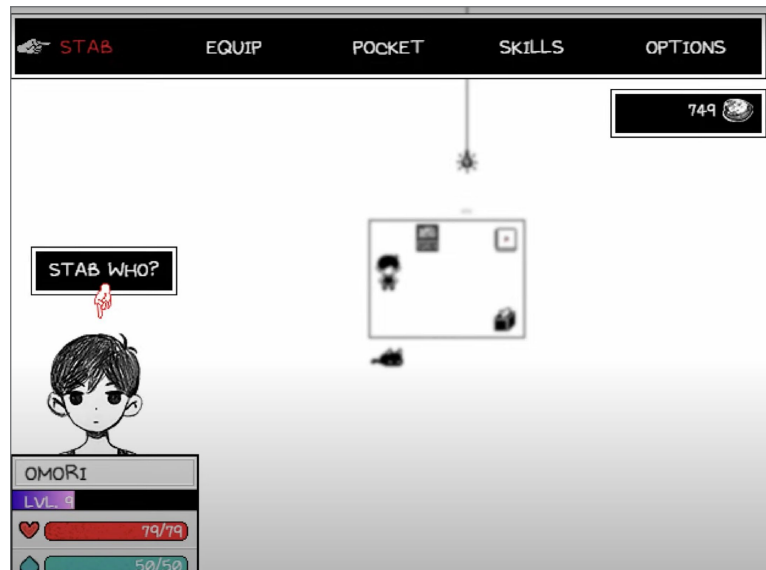 STAB EQUIP POCKET SKILLS OPTIONS
749
STAB WHO?
OMORI
LVL. 9
79/79
50/50